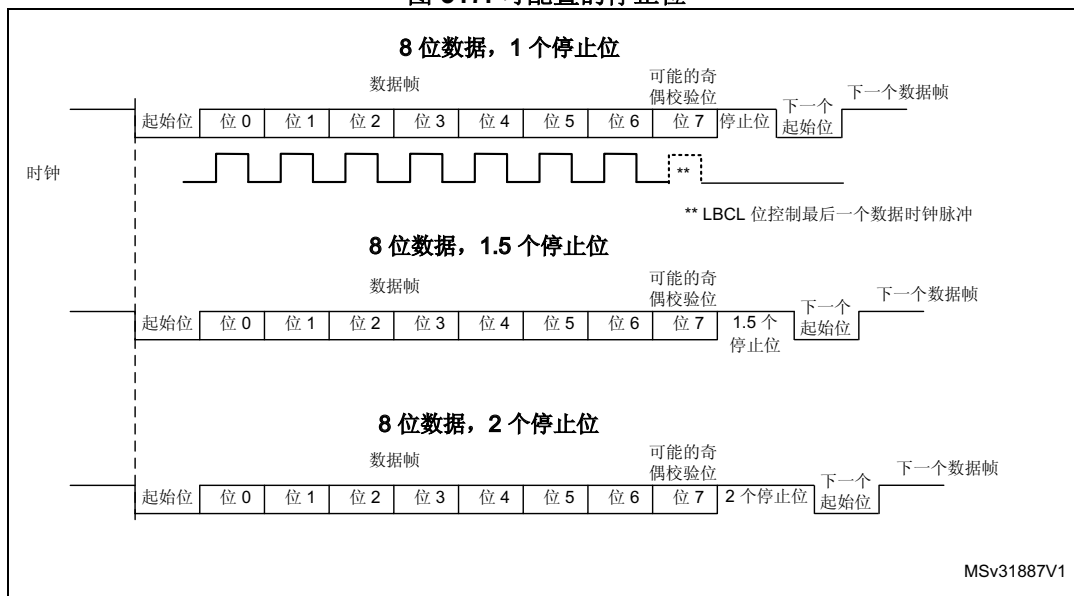 8 位数据，1 个停止位
数据帧
可能的奇
偶校验位
下一个数据帧
起始位 位 0 位 1 位 2 位 3 位 4 位 5 位 6 位 7 停止位 下一个
起始位
时钟
**
** LBCL 位控制最后一个数据时钟脉冲
8 位数据，1.5 个停止位
数据帧
可能的奇
偶校验位
下一个数据帧
起始位 位 0 位 1 位 2 位 3 位 4 位 5 位 6 位 7 1.5 个
停止位
下一个
起始位
8 位数据，2 个停止位
数据帧
可能的奇
偶校验位
下一个数据帧
起始位 位 0 位 1 位 2 位 3 位 4 位 5 位 6 位 7 2 个停止位 下一个
起始位
MSv31887V1